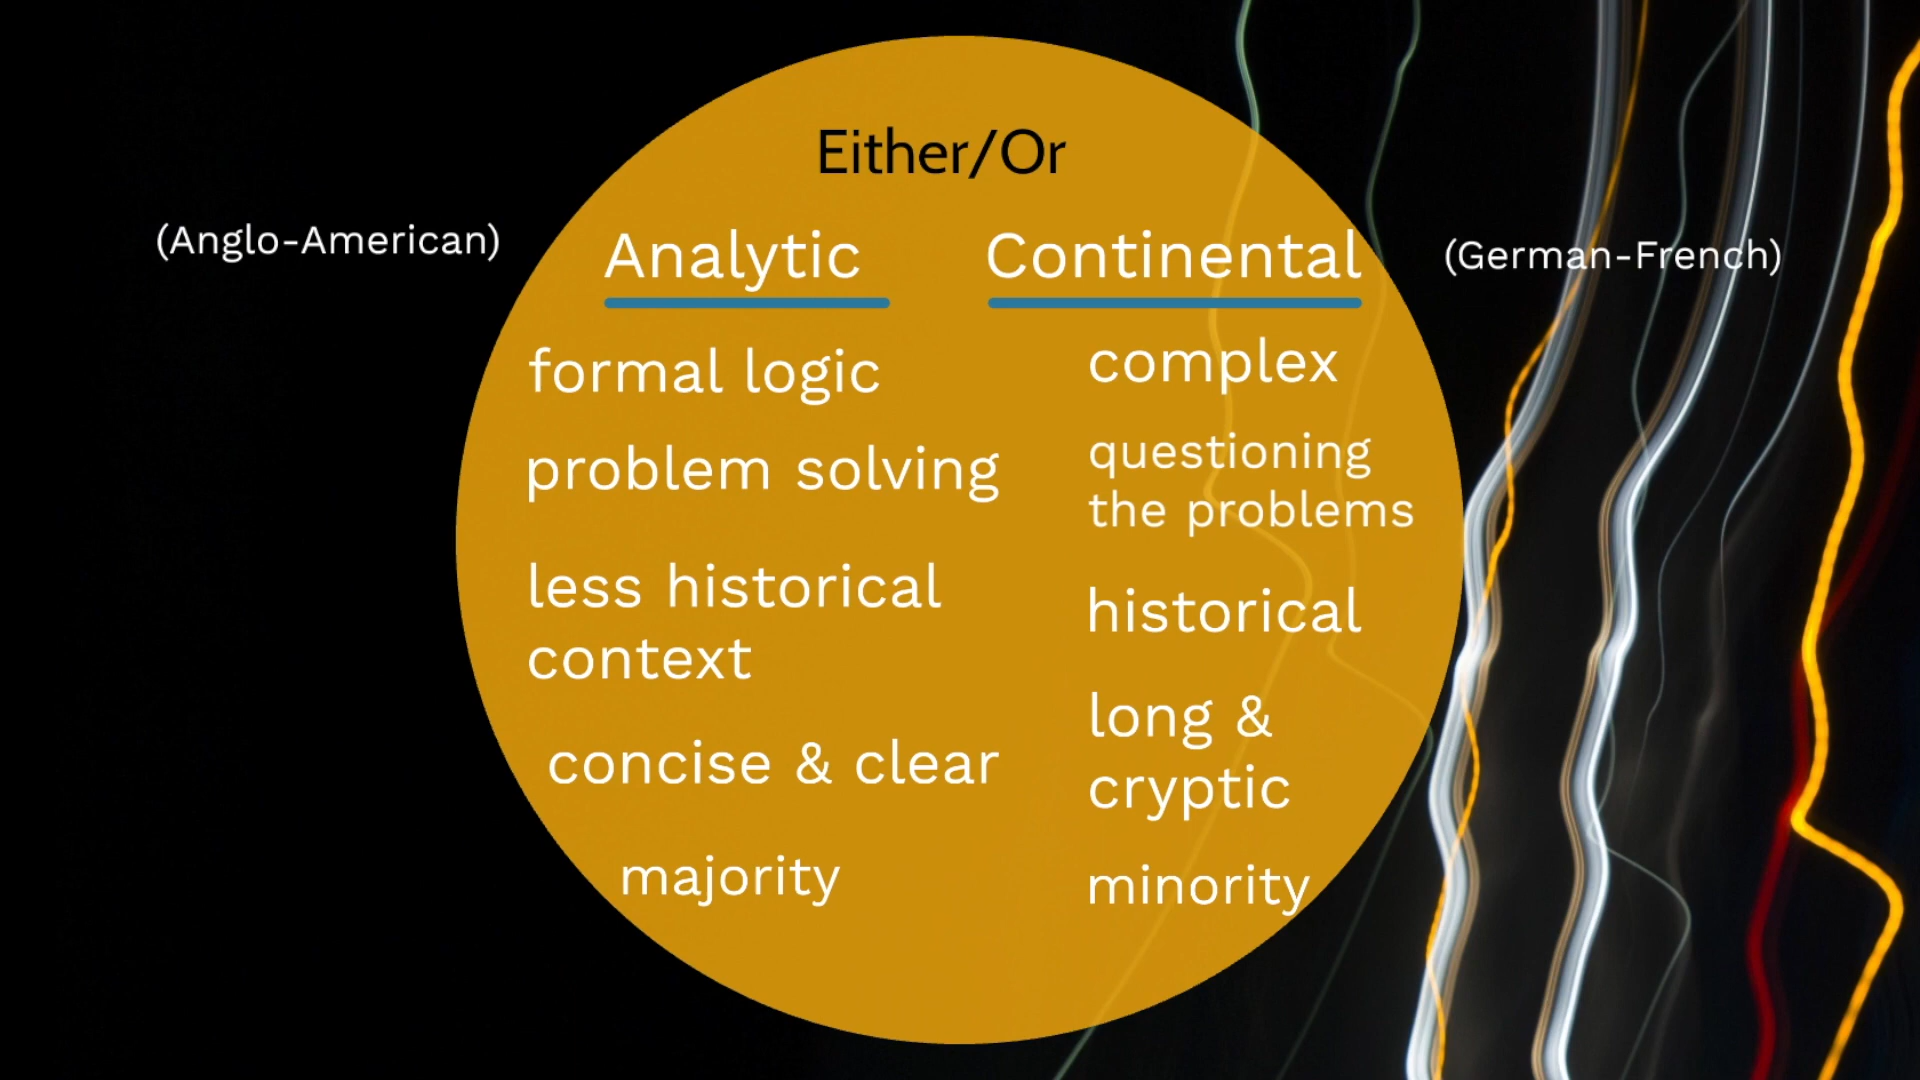 Either/Or
(Anglo-American)
Analytic
formal logic
problem solving
less historical
context
concise & clear
majority
Continental
(German-French)
complex
questioning
the problems
historical
long &
cryptic
minority